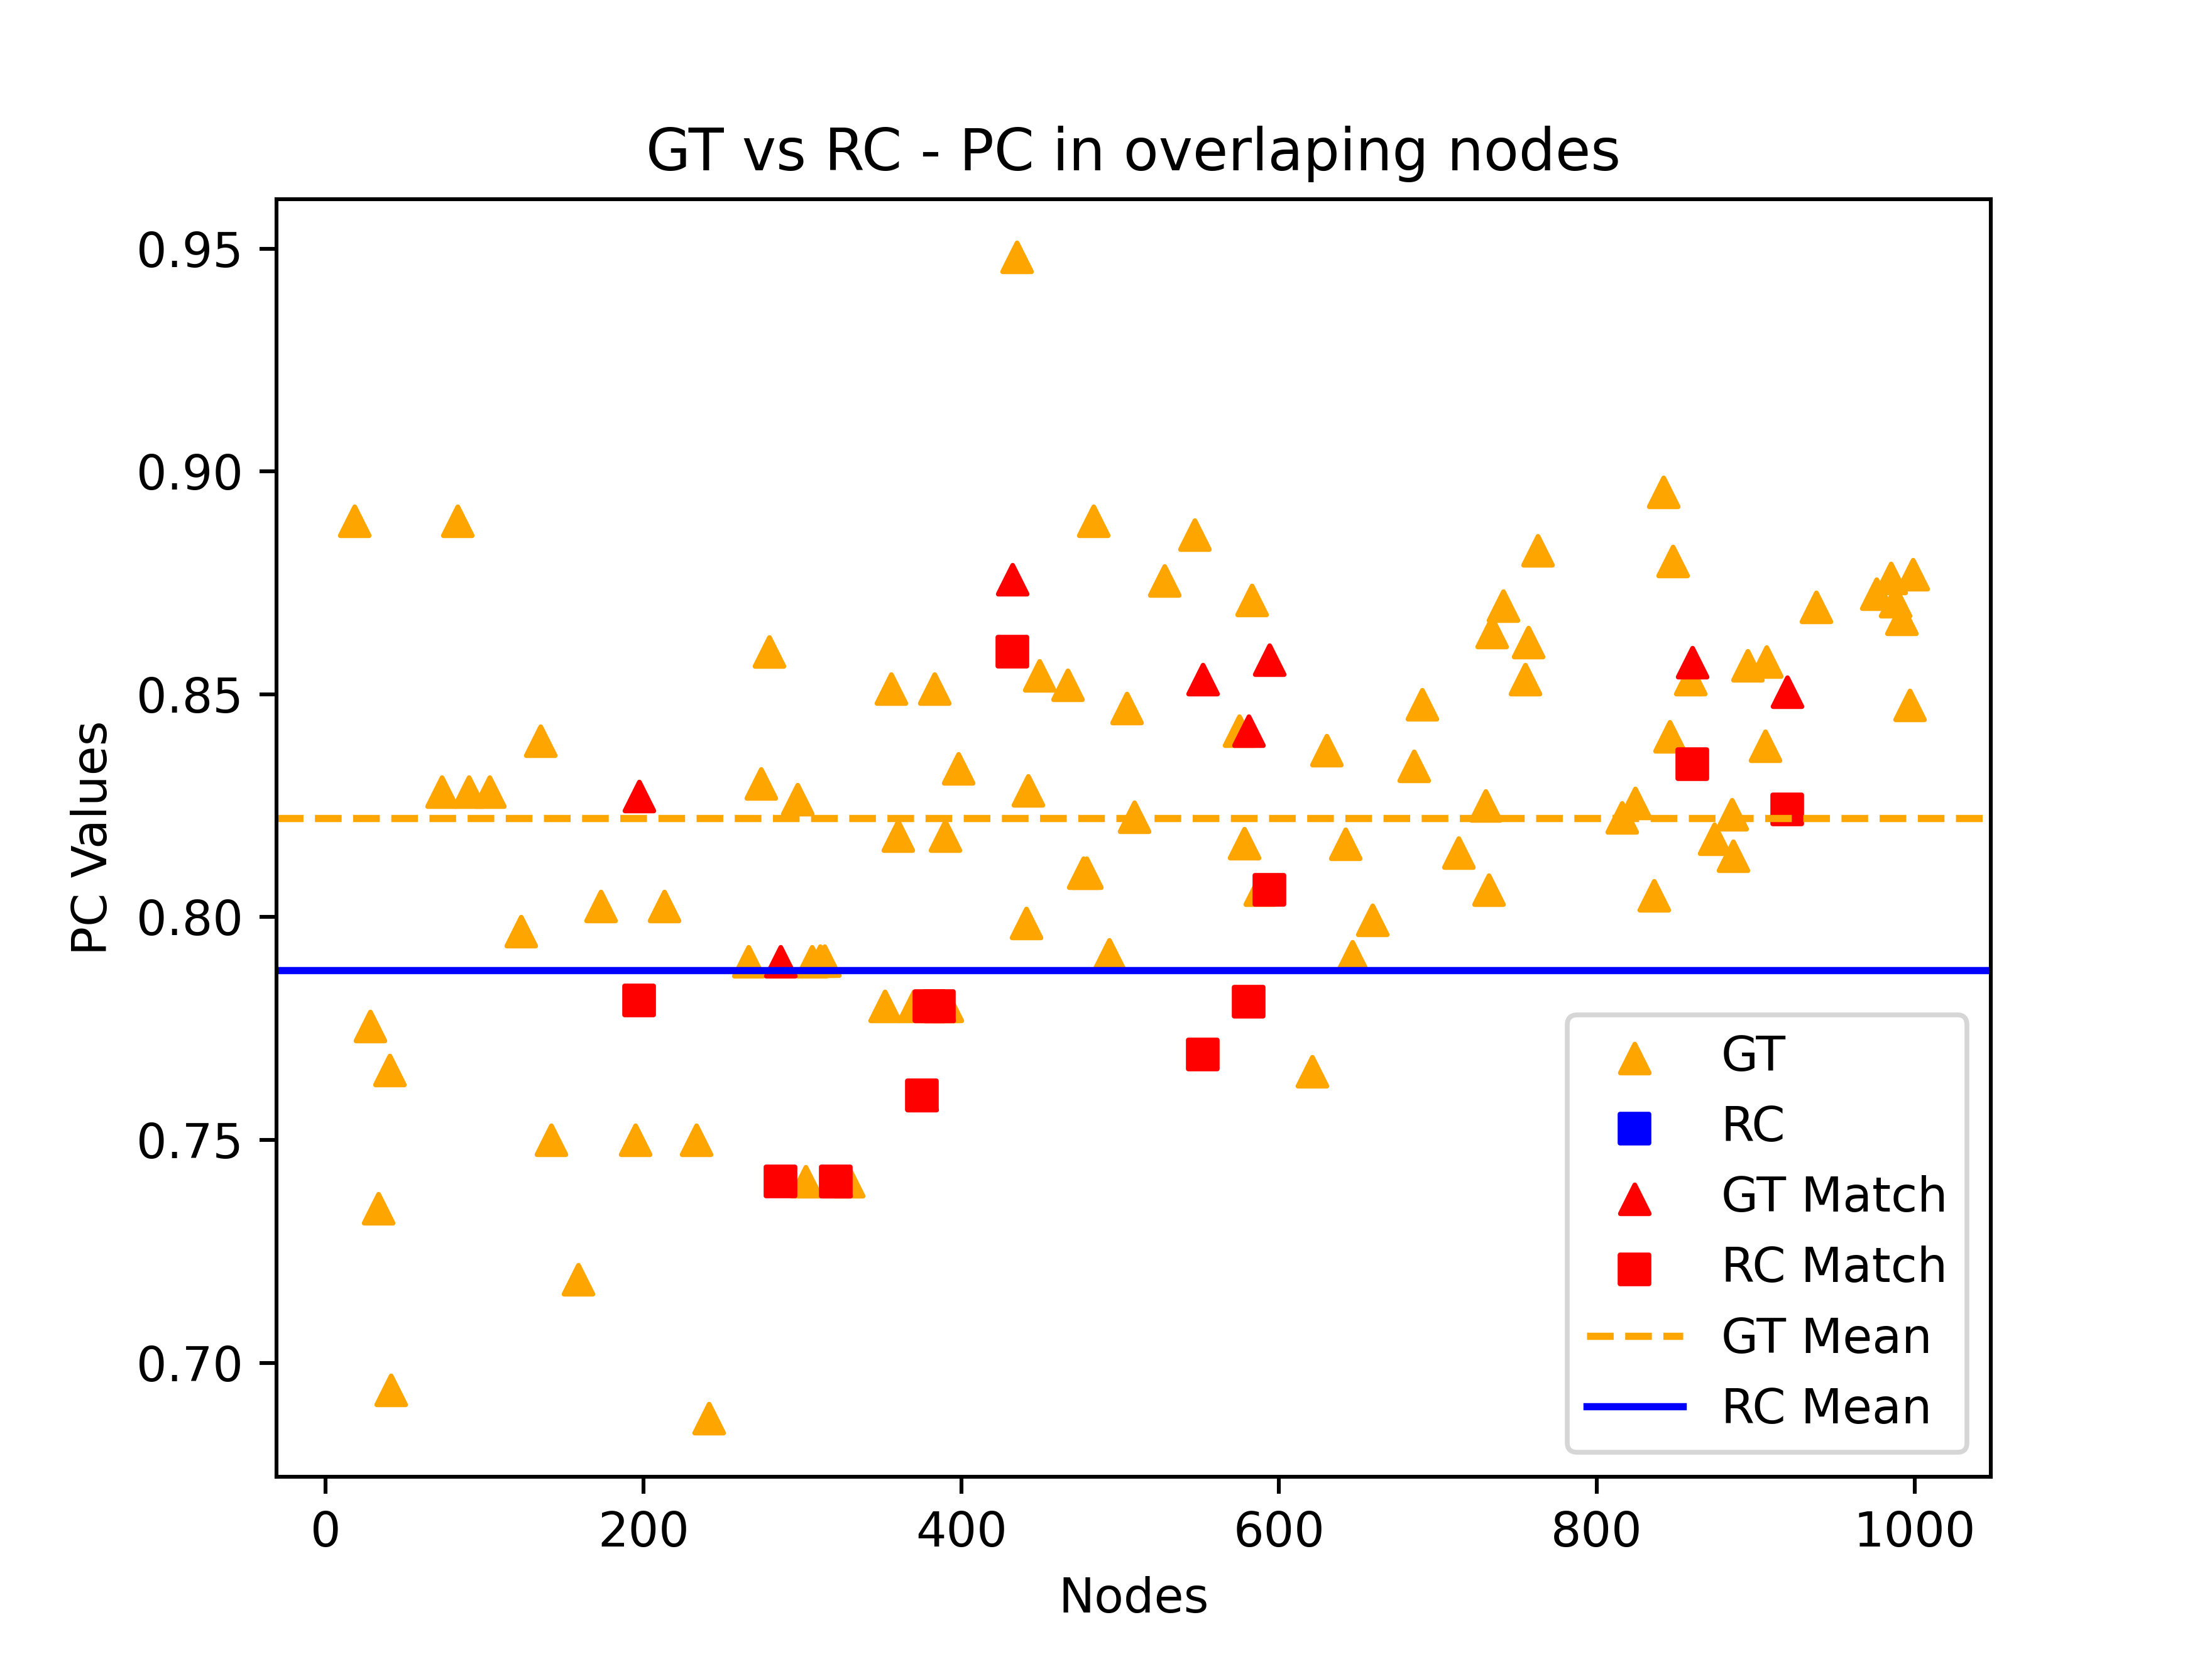 GT vs RC - PC in overlaping nodes
0.95
0.90
0.85
0.80
0.75
0.70
PC Values
GT
RC
GT Match
RC Match
GT Mean
RC Mean
0 200 400 600 800 1000
Nodes